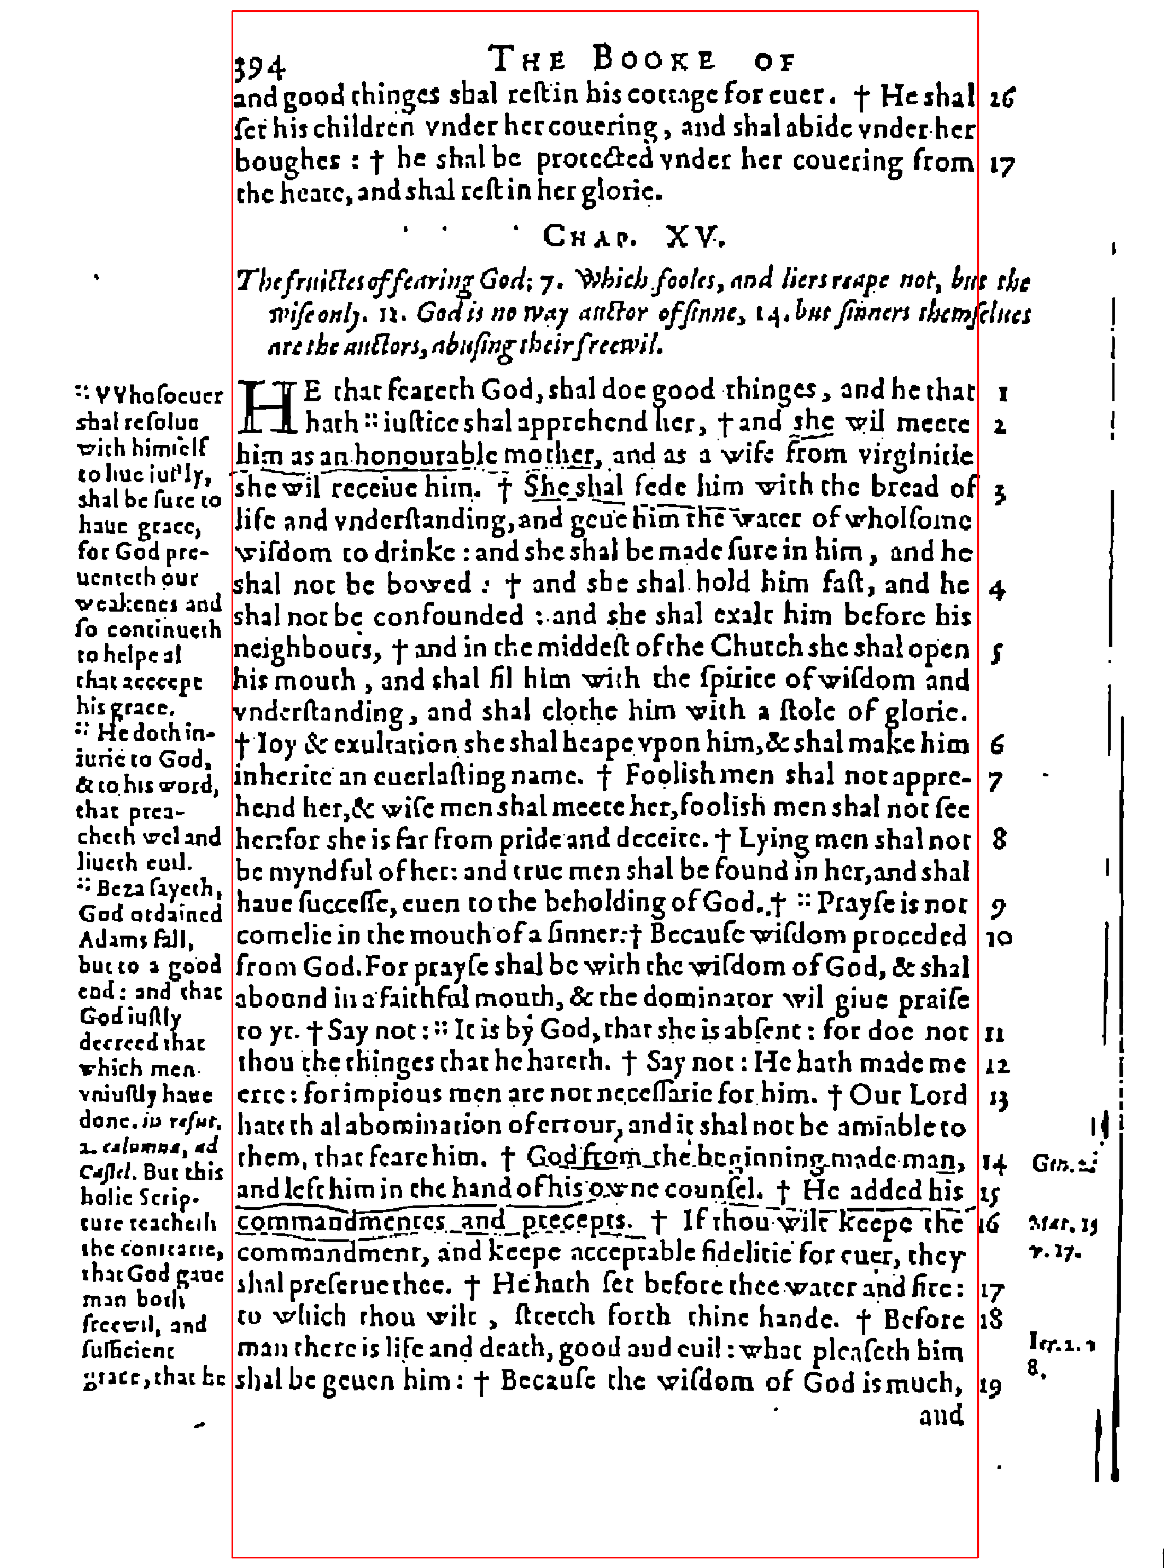 394 THE BOOKE OF
and good thinges shal rest in his cottage for euer. † He shal 16
set his children vnder her couering, and shal abide vnder her
boughes : † he shal be protected vnder her couering from 17
the heate, and shal rest in her glorie.
CHAP. XV.
The fruictes of fearing God; 7. Which fooles, and liers reape not, but the
wise only. 11. God is no way auctor of sinne, 14. but sinners themselues
are the auctors, abusing their freewil.
HE that feareth God, shal doe good thinges, and he that 1
hath :: iustice shal apprehend her, † and she wil meete 2
him as an honourable mother, and as a wife from virginitie
she wil receiue him. † She shal fede him with the bread of 3
life and vnderstanding, and geue him the water of wholsome
wisdom to drinke : and she shal be made sure in him, and he
shal not be bowed : † and she shal hold him fast, and he 4
shal not be confounded : and she shal exalt him before his
neighbours, † and in the middest of the Church she shal open 5
his mouth, and shal fil him with the spirite of wisdom and
vnderstanding, and shal clothe him with a stole of glorie.
† Ioy & exultation she shal heape vpon him, & shal make him 6
inherite an euerlasting name. † Foolish men shal not appre- 7
hend her, & wise men shal meete her, foolish men shal not see
her: for she is far from pride and deceite. † Lying men shal not 8
be myndful of her: and true men shal be found in her, and shal
haue successe, euen to the beholding of God. † :: Prayse is not 9
comelie in the mouth of a sinner: † Because wisdom proceded 10
from God. For prayse shal be with the wisdom of God, & shal
abound in a faithful mouth, & the dominator wil giue praise
to yt. † Say not : :: It is by God, that she is absent : for doe not 11
thou the thinges that he hateth. † Say not : He hath made me 12
erre : for impious men are not necessarie for him. † Our Lord 13
hateth al abomination of errour, and it shal not be amiable to
them, that feare him. † God from the beginning made man, 14
and left him in the hand of his owne counsel. † He added his 15
commandmentes and preceptes. † If thou wilt keepe the 16
commandment, and keepe acceptable fidelitie for euer, they
shal preserue thee. † He hath set before thee water and fire : 17
to which thou wilt, stretch forth thine hande. † Before 18
man there is life and death, good and euil : what pleaseth him
shal be geuen him : † Because the wisdom of God is much, 19
and
:: VVhosoeuer
shal resolue
with himself
to liue iustly,
shal be sure to
haue grace,
for God pre-
uenteth our
weakenes and
so continueth
to helpe al
that accept
his grace.
:: He doth in-
iurie to God,
& to his word,
that prea-
cheth wel and
liueth euil.
:: Beza sayeth,
God ordained
Adams fall,
but to a good
end: and that
God iustly
decreed that
which men
vniustly haue
done. in refut.
2. calumna, ad
Castel. But this
holie Scrip-
ture teacheth
the contrarie,
that God gaue
man both
freewil, and
sufficient
grace, that he
Gen. 2.
Mat. 19
v. 17.
8.